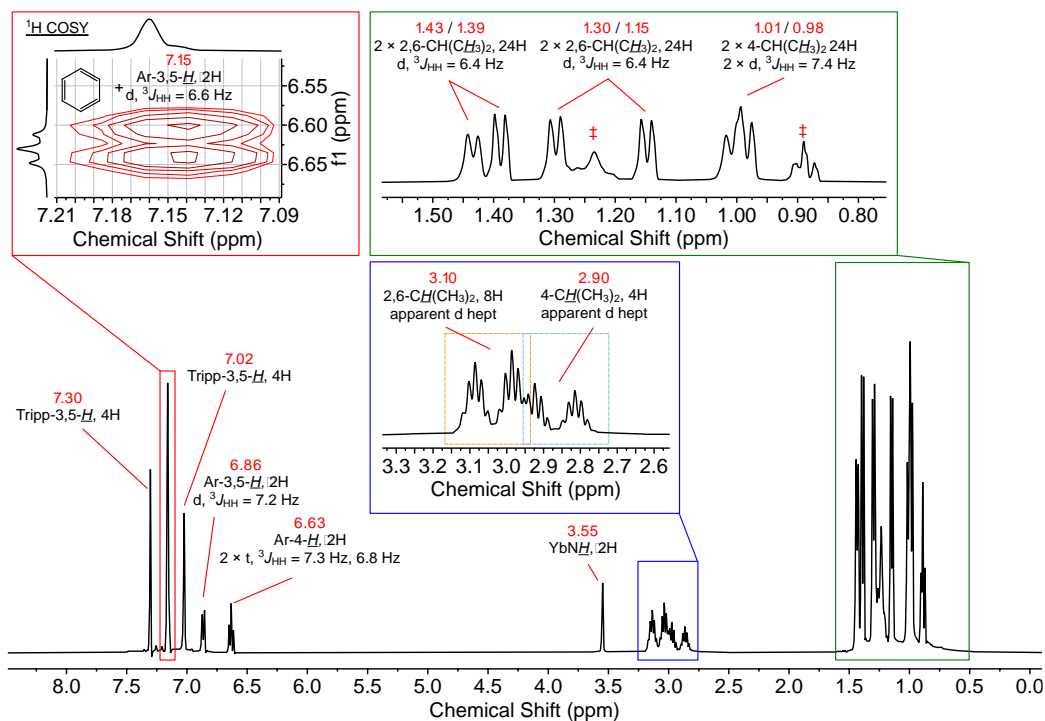 ¹H COSY
7.15
Ar-3,5-H, 2H
+
d, ³JHH = 6.6 Hz
6.55
6.60
6.65
f1 (ppm)
7.21 7.18 7.15 7.12 7.09
Chemical Shift (ppm)
1.43 / 1.39
2 × 2,6-CH(CH₃)₂, 24H
d, ³JHH = 6.4 Hz
1.30 / 1.15
2 × 2,6-CH(CH₃)₂, 24H
d, ³JHH = 6.4 Hz
1.01 / 0.98
2 × 4-CH(CH₃)₂ 24H
2 × d, ³JHH = 7.4 Hz
‡
‡
1.50 1.40 1.30 1.20 1.10 1.00 0.90 0.80
Chemical Shift (ppm)
3.10
2,6-CH(CH₃)₂, 8H
apparent d hept
2.90
4-CH(CH₃)₂, 4H
apparent d hept
3.3 3.2 3.1 3.0 2.9 2.8 2.7 2.6
Chemical Shift (ppm)
7.30
Tripp-3,5-H, 4H
7.02
Tripp-3,5-H, 4H
6.86
Ar-3,5-H, 2H
d, ³JHH = 7.2 Hz
6.63
Ar-4-H, 2H
2 × t, ³JHH = 7.3 Hz, 6.8 Hz
3.55
YbNH, 2H
8.0 7.5 7.0 6.5 6.0 5.5 5.0 4.5 4.0 3.5 3.0 2.5 2.0 1.5 1.0 0.5 0.0
Chemical Shift (ppm)